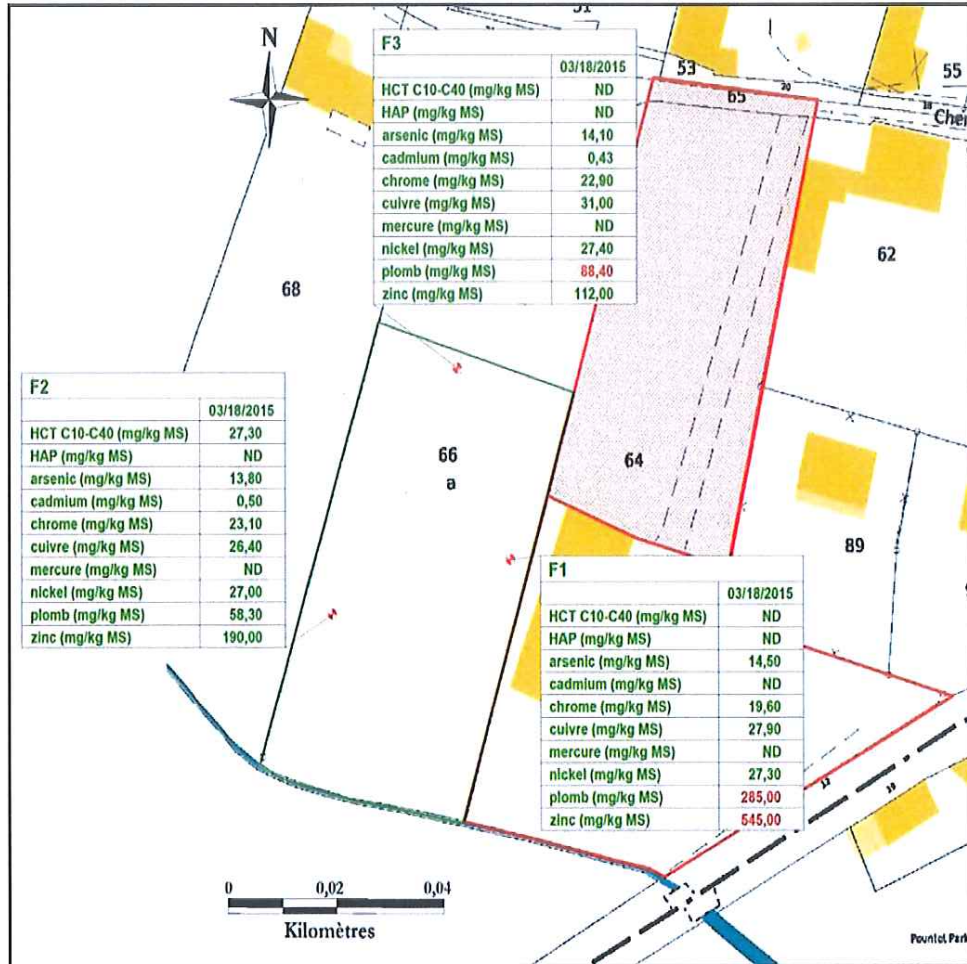 N
F3
03/18/2015
HCT C10-C40 (mg/kg MS) ND
HAP (mg/kg MS) ND
arsenic (mg/kg MS) 14,10
cadmium (mg/kg MS) 0,43
chrome (mg/kg MS) 22,90
cuivre (mg/kg MS) 31,00
mercure (mg/kg MS) ND
nickel (mg/kg MS) 27,40
plomb (mg/kg MS) 88,40
zinc (mg/kg MS) 112,00
53
65
20
55
18
62
68
F2
03/18/2015
HCT C10-C40 (mg/kg MS) 27,30
HAP (mg/kg MS) ND
arsenic (mg/kg MS) 13,80
cadmium (mg/kg MS) 0,50
chrome (mg/kg MS) 23,10
cuivre (mg/kg MS) 26,40
mercure (mg/kg MS) ND
nickel (mg/kg MS) 27,00
plomb (mg/kg MS) 58,30
zinc (mg/kg MS) 190,00
66
a
64
89
F1
03/18/2015
HCT C10-C40 (mg/kg MS) ND
HAP (mg/kg MS) ND
arsenic (mg/kg MS) 14,50
cadmium (mg/kg MS) ND
chrome (mg/kg MS) 19,60
cuivre (mg/kg MS) 27,90
mercure (mg/kg MS) ND
nickel (mg/kg MS) 27,30
plomb (mg/kg MS) 285,00
zinc (mg/kg MS) 545,00
12
19
0 0,02 0,04
Kilomètres